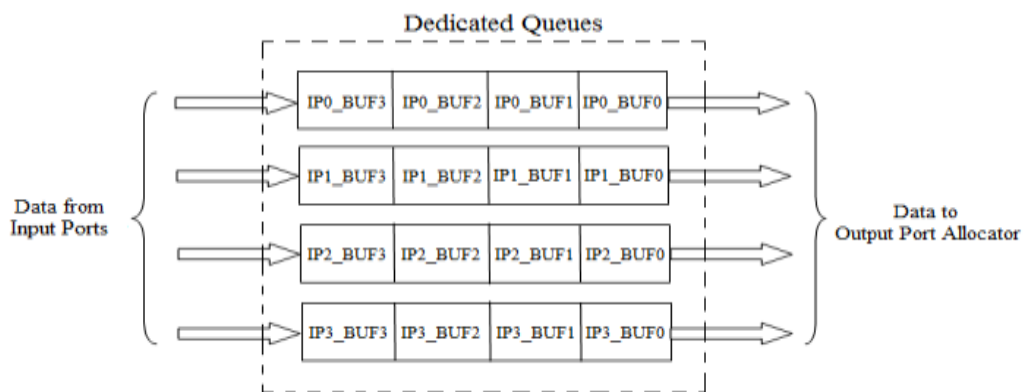 Dedicated Queues
IP0_BUF3 IP0_BUF2 IP0_BUF1 IP0_BUF0
IP1_BUF3 IP1_BUF2 IP1_BUF1 IP1_BUF0
Data from
Input Ports
Data to
Output Port Allocator
IP2_BUF3 IP2_BUF2 IP2_BUF1 IP2_BUF0
IP3_BUF3 IP3_BUF2 IP3_BUF1 IP3_BUF0